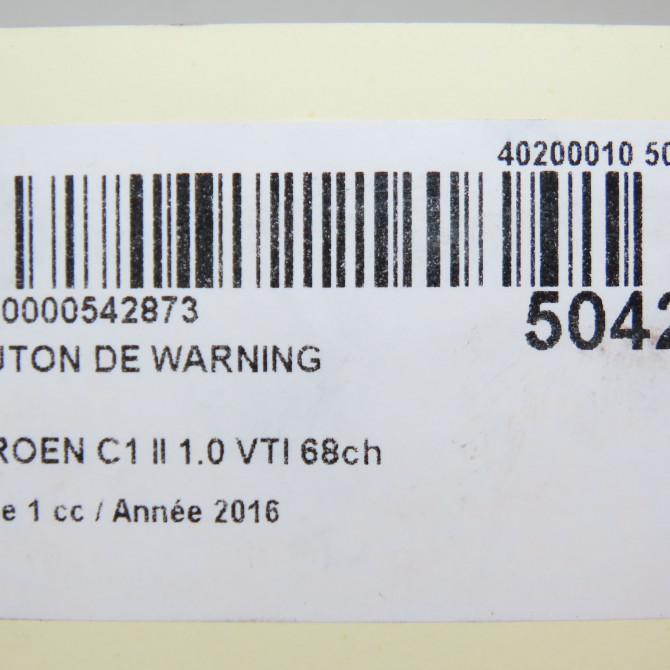 40200010 50
0000542873
5042
UTON DE WARNING
ROEN C1 II 1.0 VTI 68ch
e 1 cc / Année 2016